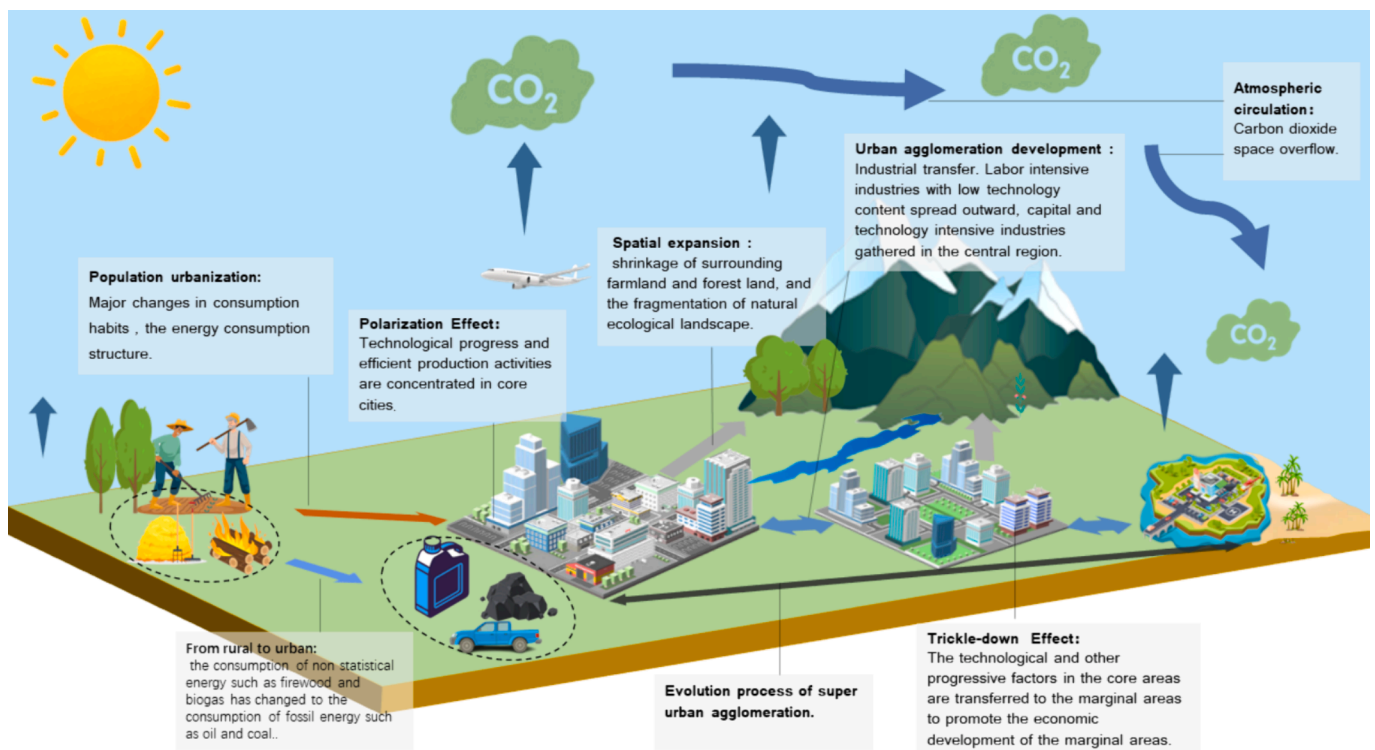 CO2
CO2
Atmospheric
circulation:
Carbon dioxide
space overflow.
Urban agglomeration development :
Industrial transfer. Labor intensive
industries with low technology
content spread outward, capital and
technology intensive industries
gathered in the central region.
Spatial expansion :
shrinkage of surrounding
farmland and forest land, and
the fragmentation of natural
ecological landscape.
Population urbanization:
Major changes in consumption
habits , the energy consumption
structure.
Polarization Effect:
Technological progress and
efficient production activities
are concentrated in core
cities.
CO2
From rural to urban:
the consumption of non statistical
energy such as firewood and
biogas has changed to the
consumption of fossil energy such
as oil and coal..
Evolution process of super
urban agglomeration.
Trickle-down Effect:
The technological and other
progressive factors in the core areas
are transferred to the marginal areas
to promote the economic
development of the marginal areas.